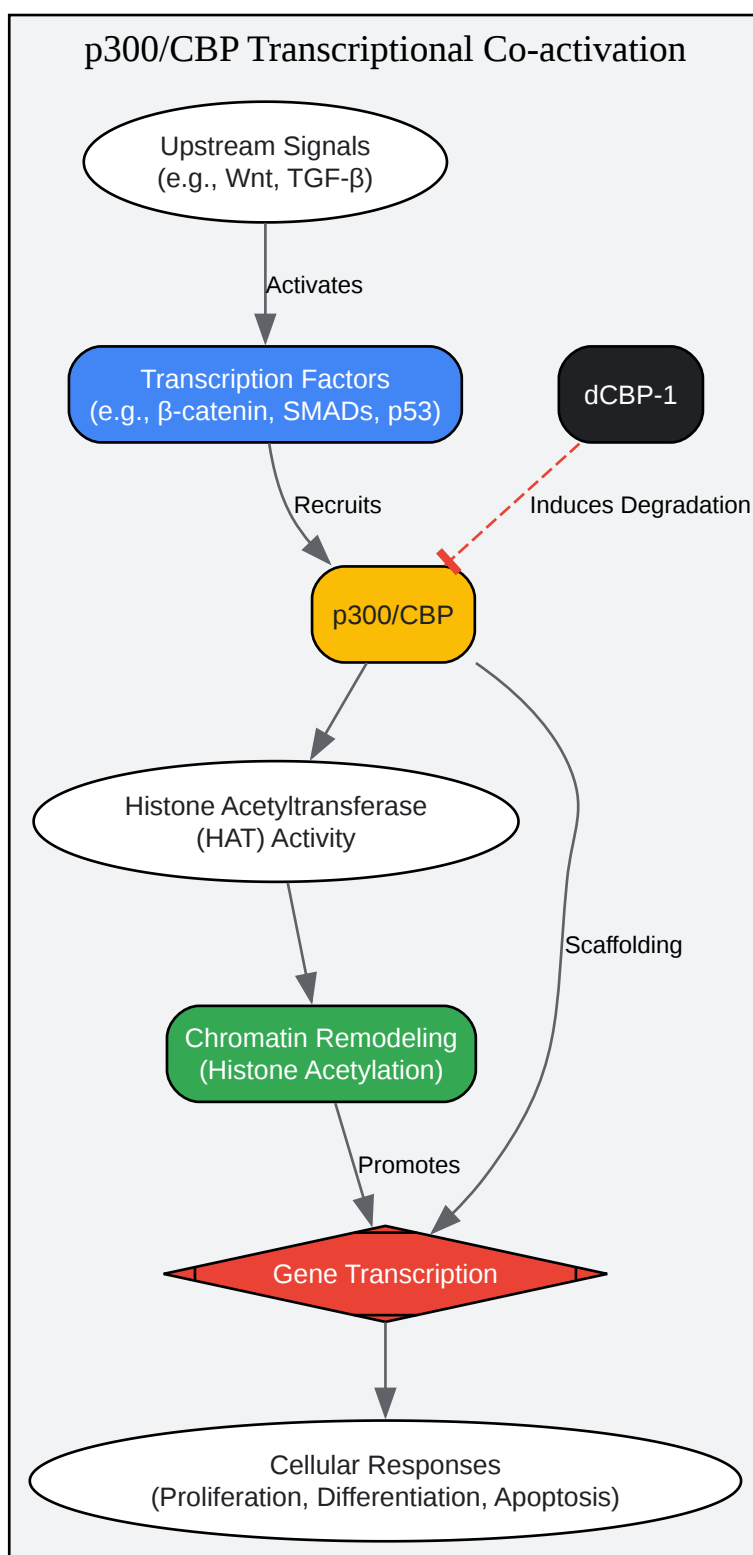 p300/CBP Transcriptional Co-activation
Upstream Signals
(e.g., Wnt, TGF-β)
Activates
Transcription Factors
(e.g., β-catenin, SMADs, p53)
dCBP-1
Recruits
Induces Degradation
p300/CBP
Histone Acetyltransferase
(HAT) Activity
Scaffolding
Chromatin Remodeling
(Histone Acetylation)
Promotes
Gene Transcription
Cellular Responses
(Proliferation, Differentiation, Apoptosis)